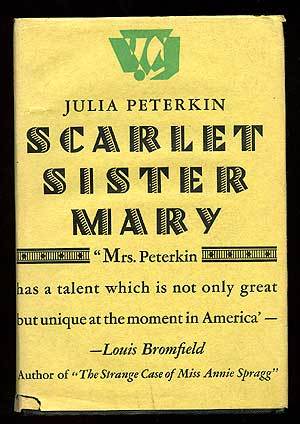 JULIA PETERKIN
SCARLET
SISTER
MARY
"Mrs. Peterkin
has a talent which is not only great
but unique at the moment in America'—
—Louis Bromfield
Author of "The Strange Case of Miss Annie Spragg"